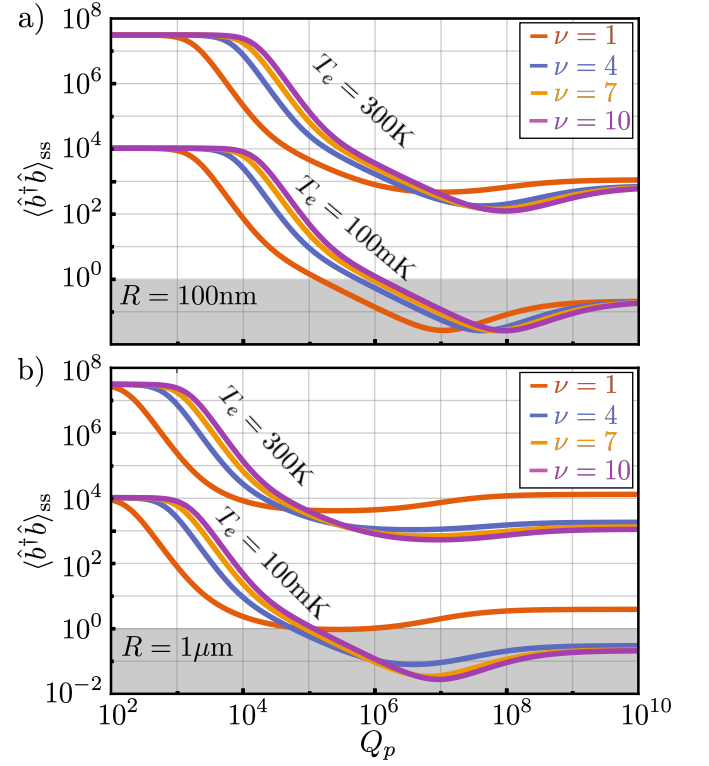 a)
10^8
10^6
10^4
10^2
10^0
⟨b̂†b̂⟩ss
T_e = 300K
T_e = 100mK
R = 100nm
ν = 1
ν = 4
ν = 7
ν = 10
b)
10^8
10^6
10^4
10^2
10^0
10^−2
⟨b̂†b̂⟩ss
T_e = 300K
T_e = 100mK
R = 1μm
ν = 1
ν = 4
ν = 7
ν = 10
10^2 10^4 10^6 10^8 10^10
Q_p